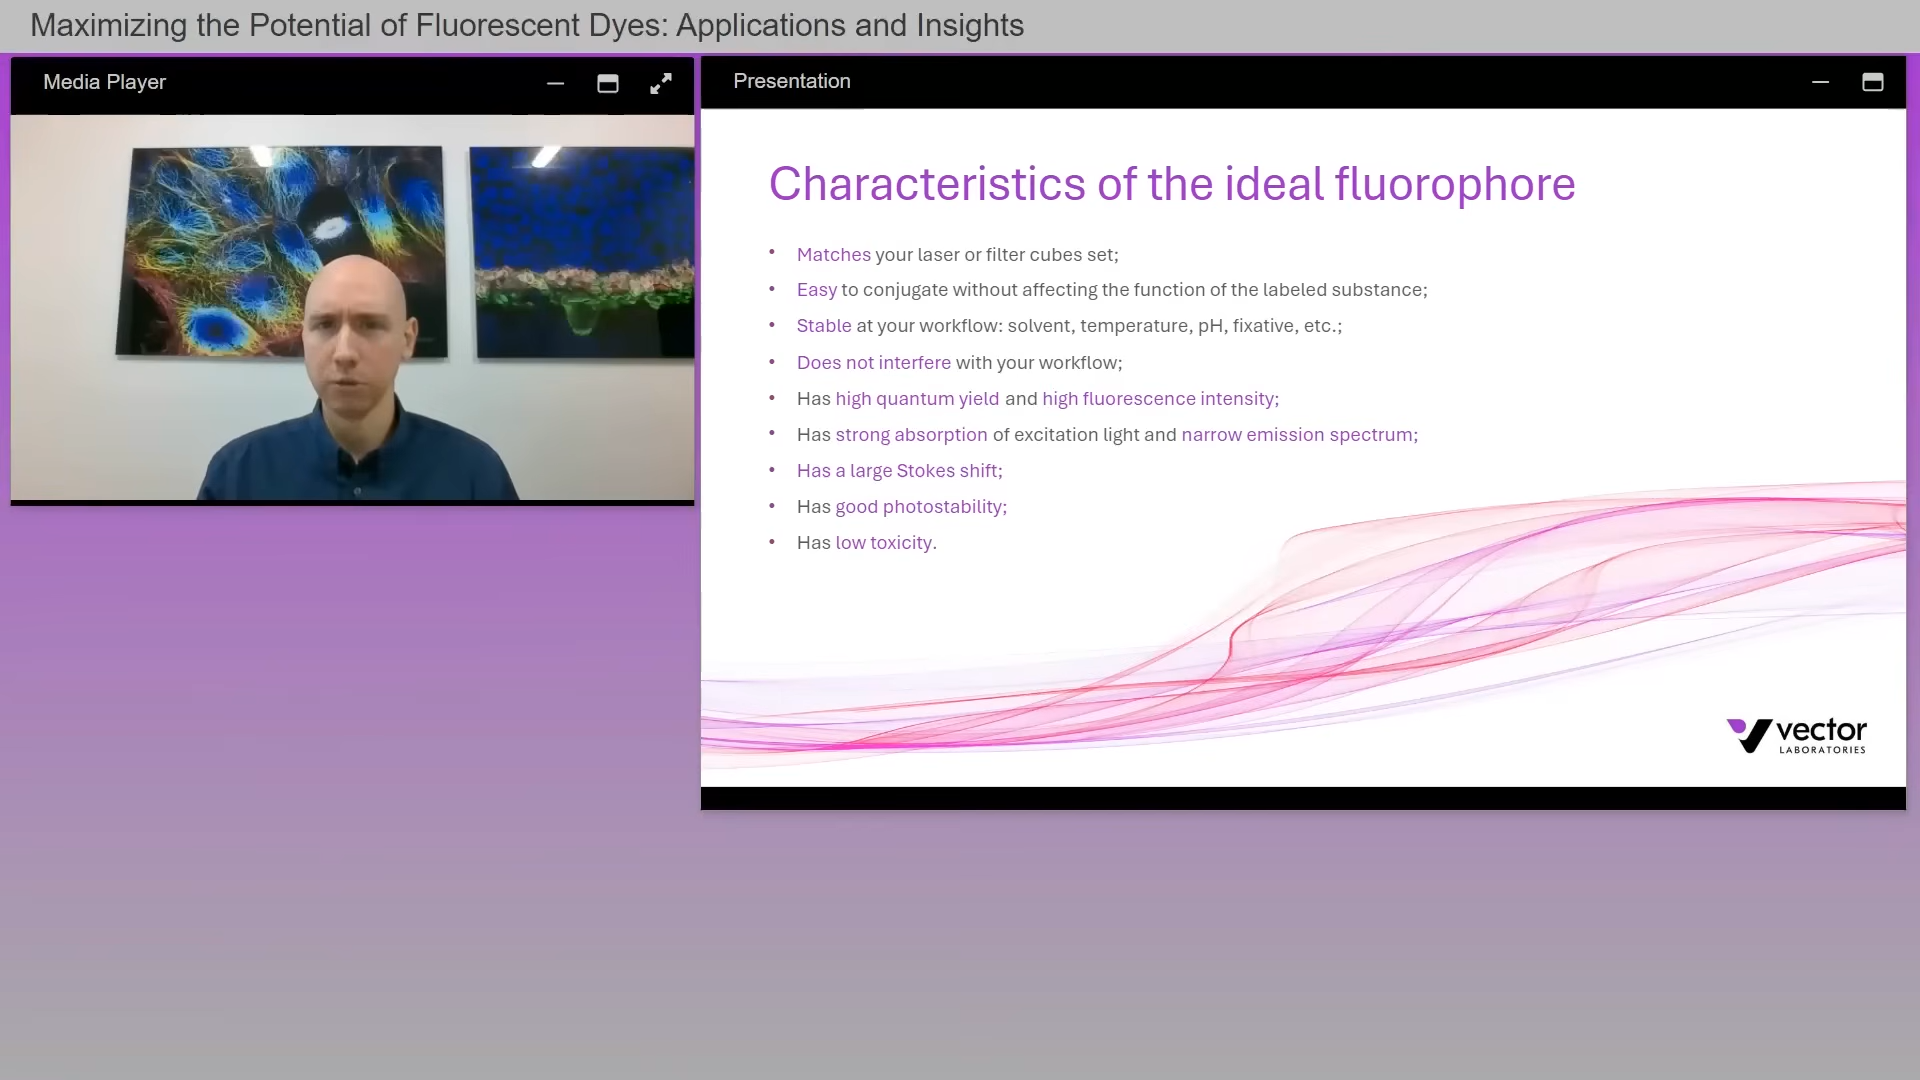 Maximizing the Potential of Fluorescent Dyes: Applications and Insights
Media Player
Presentation
Characteristics of the ideal fluorophore
• Matches your laser or filter cubes set;
• Easy to conjugate without affecting the function of the labeled substance;
• Stable at your workflow: solvent, temperature, pH, fixative, etc.;
• Does not interfere with your workflow;
• Has high quantum yield and high fluorescence intensity;
• Has strong absorption of excitation light and narrow emission spectrum;
• Has a large Stokes shift;
• Has good photostability;
• Has low toxicity.
vector
LABORATORIES